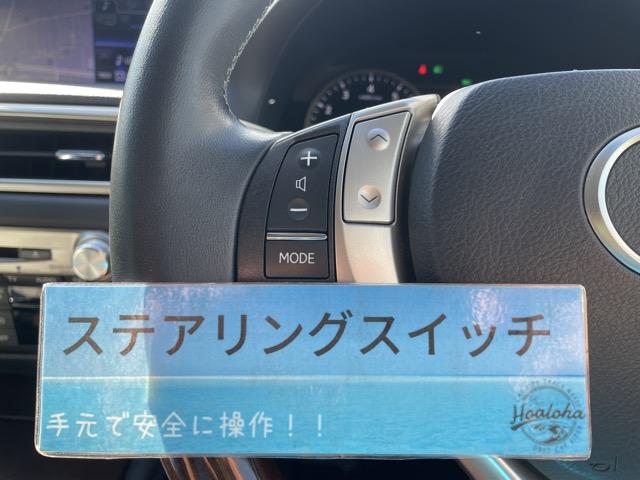 +
−
MODE
ステアリングスイッチ
手元で安全に操作！！
Hoaloha